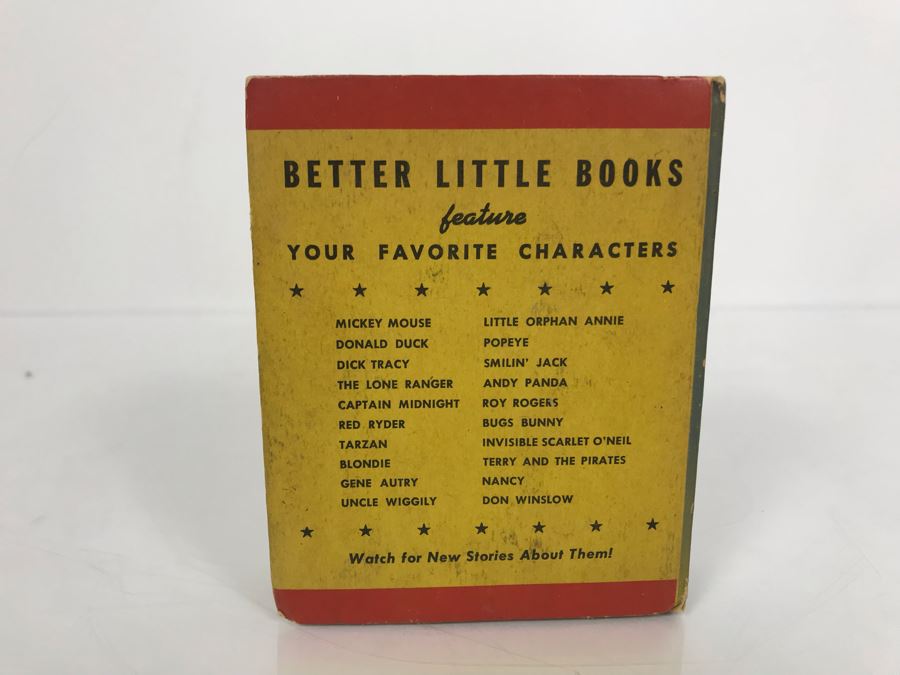 BETTER LITTLE BOOKS
feature
YOUR FAVORITE CHARACTERS
MICKEY MOUSE
DONALD DUCK
DICK TRACY
THE LONE RANGER
CAPTAIN MIDNIGHT
RED RYDER
TARZAN
BLONDIE
GENE AUTRY
UNCLE WIGGILY
LITTLE ORPHAN ANNIE
POPEYE
SMILIN' JACK
ANDY PANDA
ROY ROGERS
BUGS BUNNY
INVISIBLE SCARLET O'NEIL
TERRY AND THE PIRATES
NANCY
DON WINSLOW
Watch for New Stories About Them!